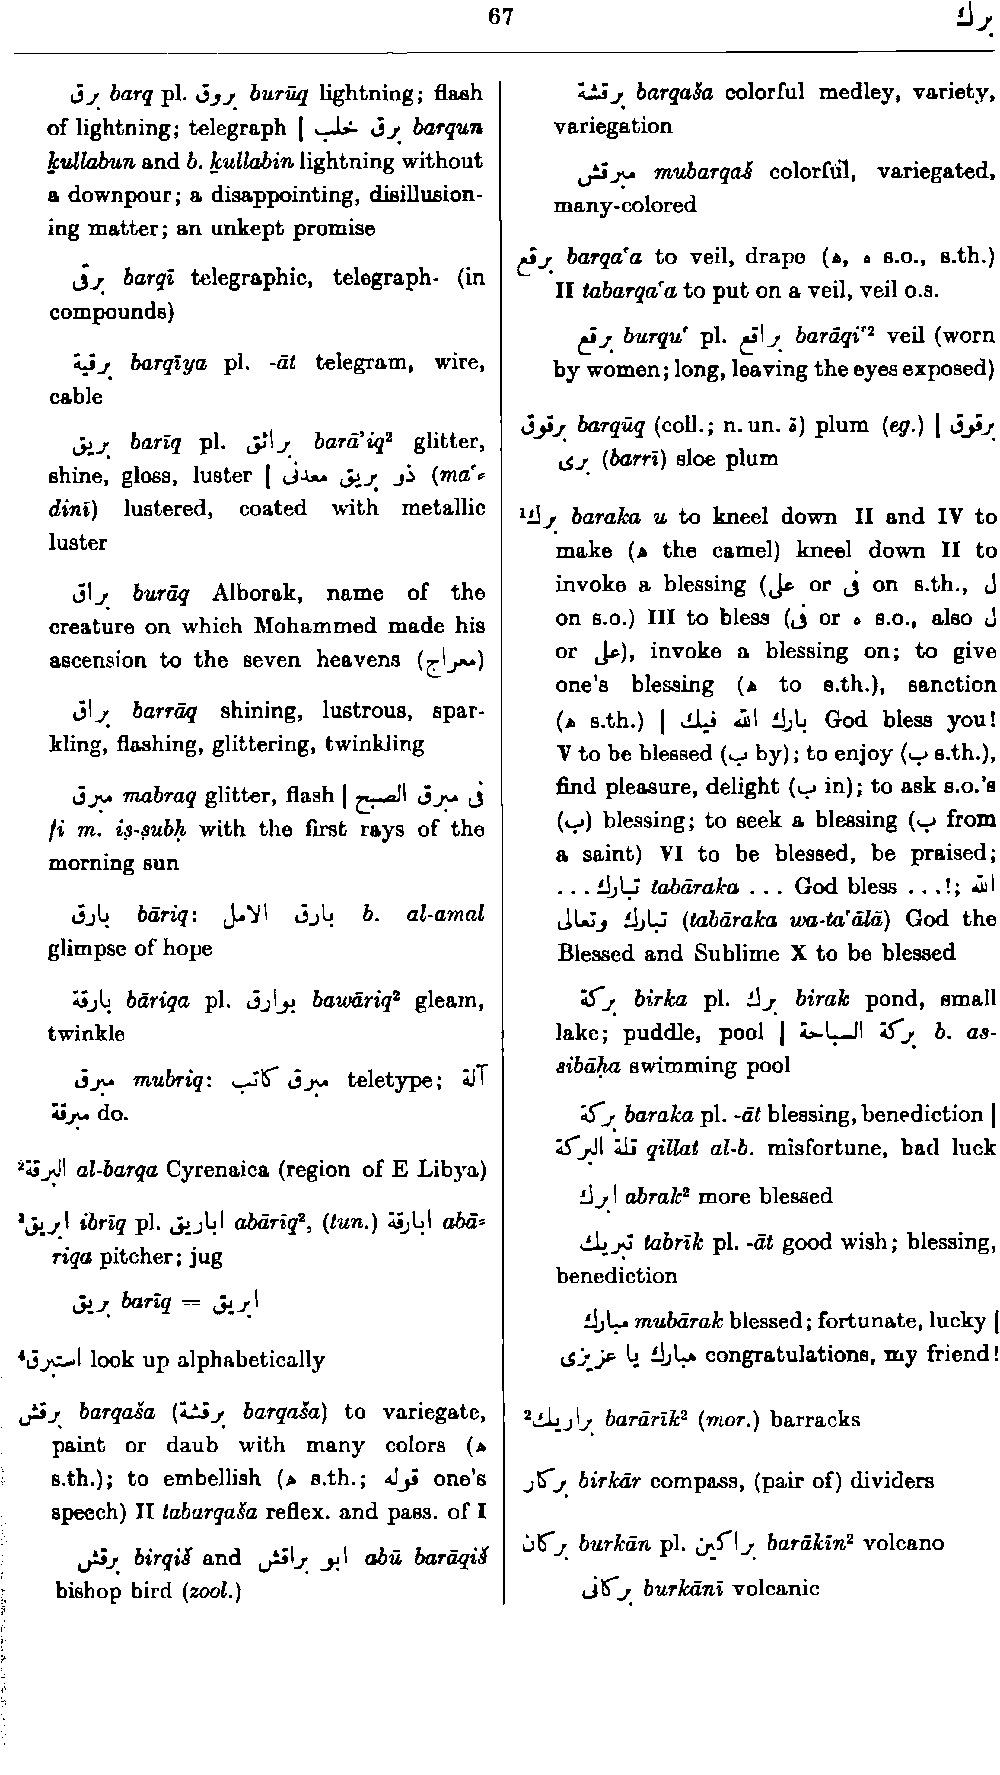 67
برك
برق barq pl. بروق burūq lightning; flash
of lightning; telegraph | برق خلب barqun
ḵullabun and b. ḵullabin lightning without
a downpour; a disappointing, disillusion-
ing matter; an unkept promise
برقى barqī telegraphic, telegraph- (in
compounds)
برقية barqīya pl. -āt telegram, wire,
cable
بريق barīq pl. برائق barā'iq² glitter,
shine, gloss, luster | ذو بريق معدنى (ma‘-
dinī) lustered, coated with metallic
luster
براق burāq Alborak, name of the
creature on which Mohammed made his
ascension to the seven heavens (معراج)
براق barrāq shining, lustrous, spar-
kling, flashing, glittering, twinkling
مبرق mabraq glitter, flash | فى مبرق الصبح
fi m. iṣ-ṣubḥ with the first rays of the
morning sun
بارق bāriq: بارق الامل b. al-amal
glimpse of hope
بارقة bāriqa pl. بوارق bawāriq² gleam,
twinkle
مبرق mubriq: مبرق كاتب teletype; آلة
مبرقة do.
²البرقة al-barqa Cyrenaica (region of E Libya)
³ابريق ibrīq pl. اباريق abārīq², (tun.) ابارقة abā-
riqa pitcher; jug
بريق barīq = ابريق
⁴استبرق look up alphabetically
برقش barqaša (برقشة barqaša) to variegate,
paint or daub with many colors (ه
s.th.); to embellish (ه s.th.; قوله one's
speech) II tabarqaša reflex. and pass. of I
برقش birqiš and ابو براقش abū barāqiš
bishop bird (zool.)
برقشة barqaša colorful medley, variety,
variegation
مبرقش mubarqaš colorful, variegated,
many-colored
برقع barqa‘a to veil, drape (ه, ه s.o., s.th.)
II tabarqa‘a to put on a veil, veil o.s.
برقع burqu‘ pl. براقع barāqi‘² veil (worn
by women; long, leaving the eyes exposed)
برقوق barqūq (coll.; n. un. ة) plum (eg.) | برقوق
برى (barrī) sloe plum
¹برك baraka u to kneel down II and IV to
make (ه the camel) kneel down II to
invoke a blessing (على or فى on s.th., ل
on s.o.) III to bless (فى or ه s.o., also ل
or على), invoke a blessing on; to give
one's blessing (ه to s.th.), sanction
(ه s.th.) | بارك الله فيك God bless you!
V to be blessed (ب by); to enjoy (ب s.th.),
find pleasure, delight (ب in); to ask s.o.'s
(ب) blessing; to seek a blessing (ب from
a saint) VI to be blessed, be praised;
... تبارك tabāraka ... God bless ...!; الله
تبارك وتعالى (tabāraka wa-ta‘ālā) God the
Blessed and Sublime X to be blessed
بركة birka pl. برك birak pond, small
lake; puddle, pool | بركة السباحة b. as-
sibāḥa swimming pool
بركة baraka pl. -āt blessing, benediction |
قلة البركة qillat al-b. misfortune, bad luck
ابرك abrak² more blessed
تبريك tabrīk pl. -āt good wish; blessing,
benediction
مبارك mubārak blessed; fortunate, lucky |
مبارك يا عزيزى congratulations, my friend!
²براريك barārīk² (mor.) barracks
بركار birkār compass, (pair of) dividers
بركان burkān pl. براكين barākīn² volcano
بركانى burkānī volcanic